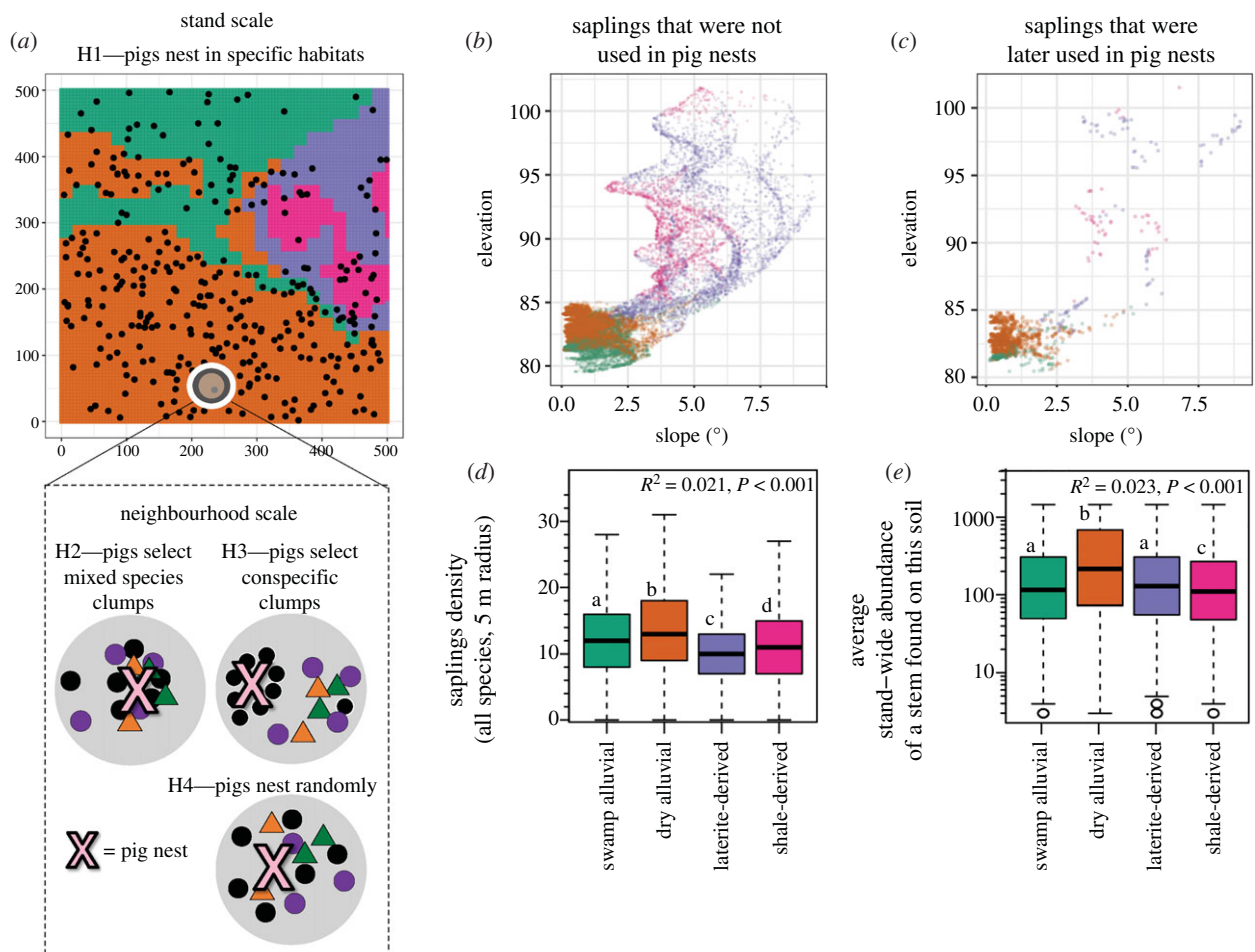 stand scale
(a)
H1—pigs nest in specific habitats
500
400
300
200
100
0
0 100 200 300 400 500
neighbourhood scale
H2—pigs select
mixed species
clumps
H3—pigs select
conspecific
clumps
H4—pigs nest randomly
X = pig nest
(b)
saplings that were not
used in pig nests
elevation
100
95
90
85
80
0.0 2.5 5.0 7.5
slope (°)
(c)
saplings that were
later used in pig nests
elevation
100
95
90
85
80
0.0 2.5 5.0 7.5
slope (°)
(d)
R² = 0.021, P < 0.001
saplings density
(all species, 5 m radius)
30
20
10
0
a
b
c
d
swamp alluvial
dry alluvial
laterite-derived
shale-derived
(e)
R² = 0.023, P < 0.001
average
stand–wide abundance
of a stem found on this soil
1000
100
10
a
b
a
c
swamp alluvial
dry alluvial
laterite-derived
shale-derived